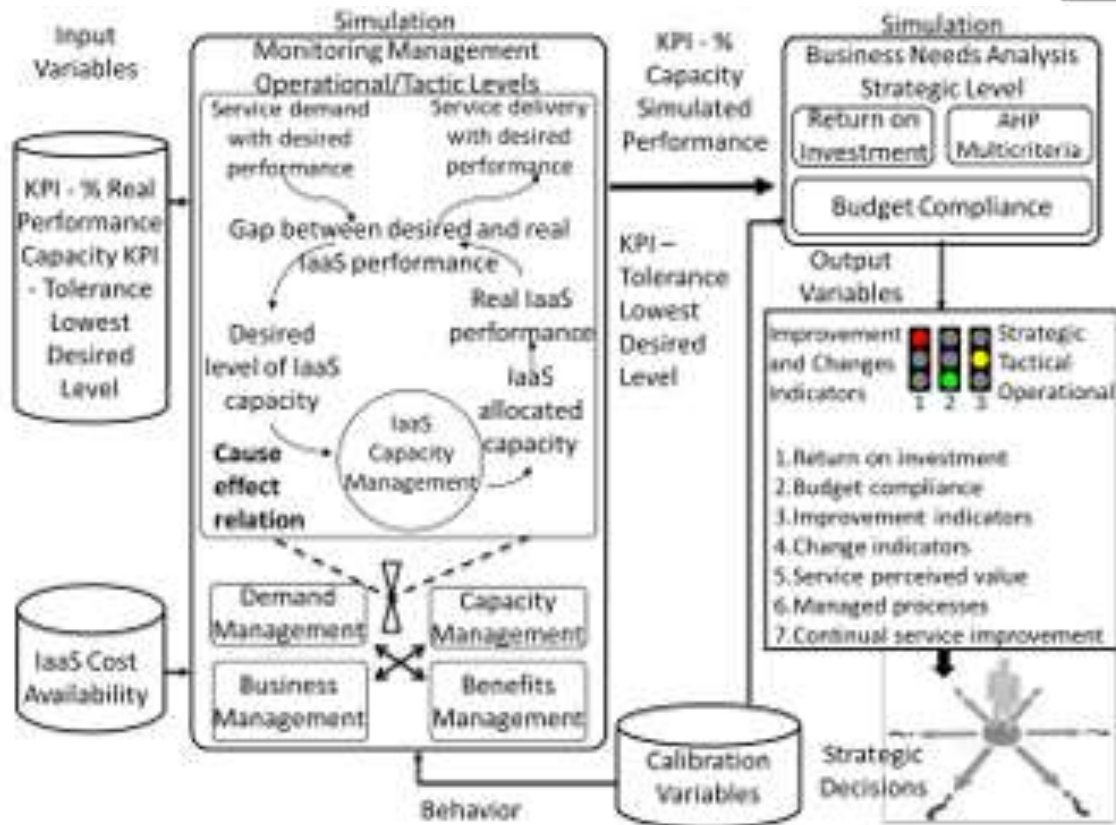 Input
Variables
KPI - % Real
Performance
Capacity KPI
- Tolerance
Lowest
Desired
Level
IaaS Cost
Availability
Simulation
Monitoring Management
Operational/Tactic Levels
Service demand
with desired
performance
Service delivery
with desired
performance
Gap between desired and real
IaaS performance
Desired
level of IaaS
capacity
Real IaaS
performance
IaaS
allocated
capacity
IaaS
Capacity
Management
Cause
effect
relation
Demand
Management
Capacity
Management
Business
Management
Benefits
Management
Behavior
KPI - %
Capacity
Simulated
Performance
KPI –
Tolerance
Lowest
Desired
Level
Simulation
Business Needs Analysis
Strategic Level
Return on
Investment
AHP
Multicriteria
Budget Compliance
Output
Variables
Improvement
and Changes
Indicators
1 2 3
Strategic
Tactical
Operational
1.Return on investment
2.Budget compliance
3.Improvement indicators
4.Change indicators
5.Service perceived value
6.Managed processes
7.Continual service improvement
Calibration
Variables
Strategic
Decisions